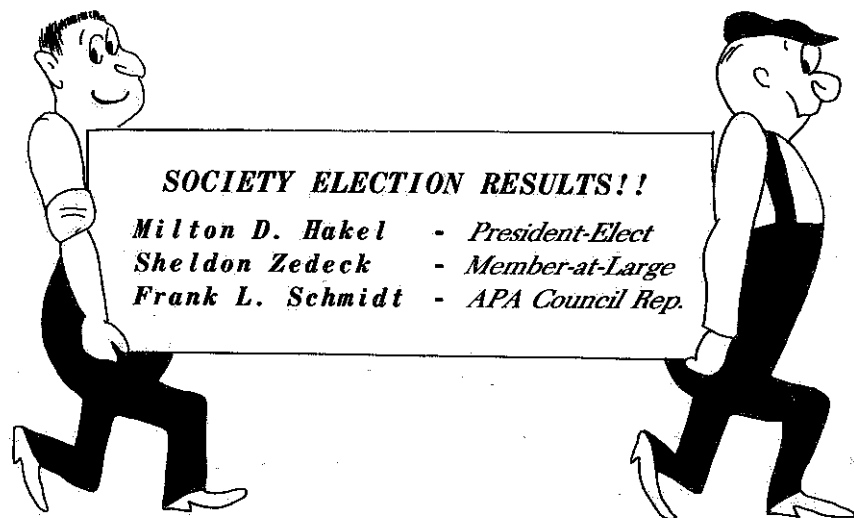 SOCIETY ELECTION RESULTS!!
Milton D. Hakel - President-Elect
Sheldon Zedeck - Member-at-Large
Frank L. Schmidt - APA Council Rep.